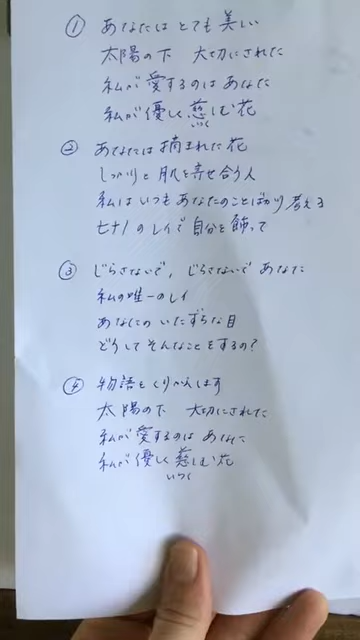 ① あなたは とても 美しい
太陽の下 大切にされた
私が 愛するのは あなた
私が 優しく 慈しむ 花
いつく
② あなたは 摘まれた 花
しっかりと 肌を寄せ合う人
私は いつも あなたのことばかり 考える
七ナノ のレイで 自分を 飾って
③ じらさないで, じらさないで あなた
私の唯一のレイ
あなたの いたずらな目
どうして そんなことをするの?
④ 物語を くりかえします
太陽の下 大切にされた
私が 愛するのは あなた
私が 優しく 慈しむ 花
いつく